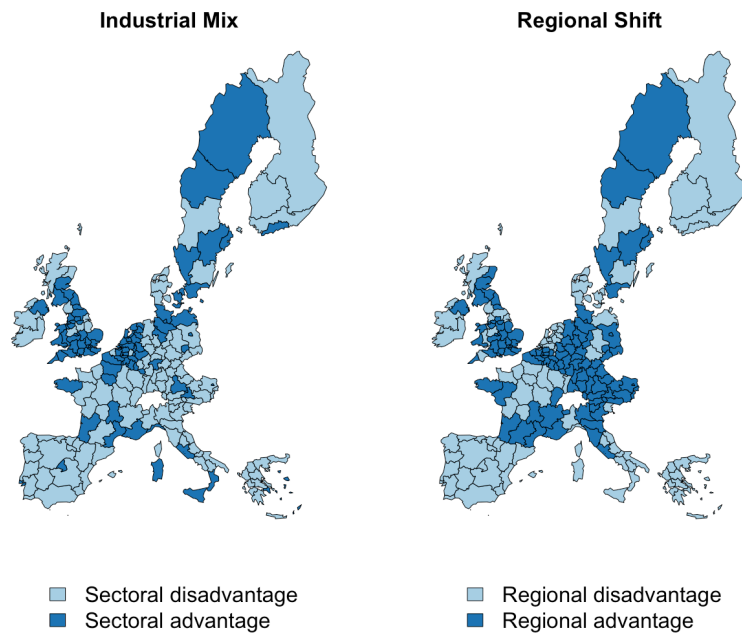 Industrial Mix
Regional Shift
Sectoral disadvantage
Sectoral advantage
Regional disadvantage
Regional advantage